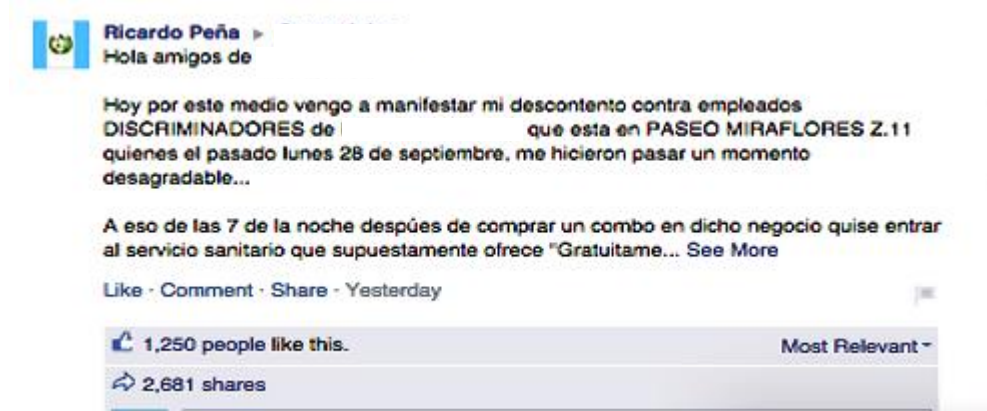 Ricardo Peña ▸
Hola amigos de
Hoy por este medio vengo a manifestar mi descontento contra empleados
DISCRIMINADORES de que esta en PASEO MIRAFLORES Z.11
quienes el pasado lunes 28 de septiembre, me hicieron pasar un momento
desagradable...
A eso de las 7 de la noche despúes de comprar un combo en dicho negocio quise entrar
al servicio sanitario que supuestamente ofrece "Gratuitame... See More
Like · Comment · Share · Yesterday
1,250 people like this.
Most Relevant
2,681 shares